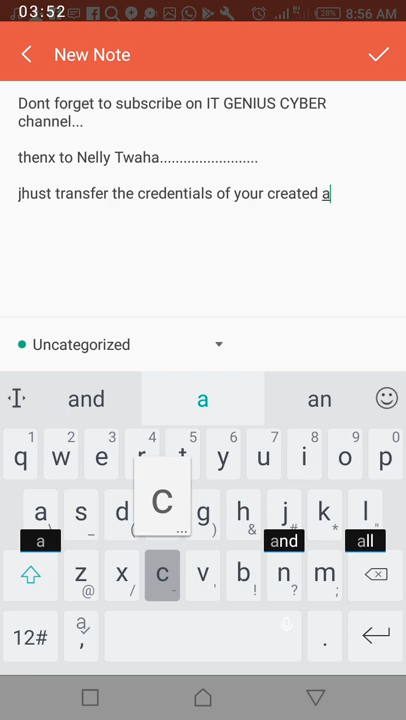 03:52
28%
8:56 AM
New Note
Dont forget to subscribe on IT GENIUS CYBER
channel...
thenx to Nelly Twaha.........................
jhust transfer the credentials of your created a
Uncategorized
and a an
1 2 3 4 5 6 7 8 9 0
q w e r t y u i o p
C
...
a s d g h j k l
\ _ ( ) & # * "
a and all
z x c v b n m
@ / - ' ! ? ;
12# a , .